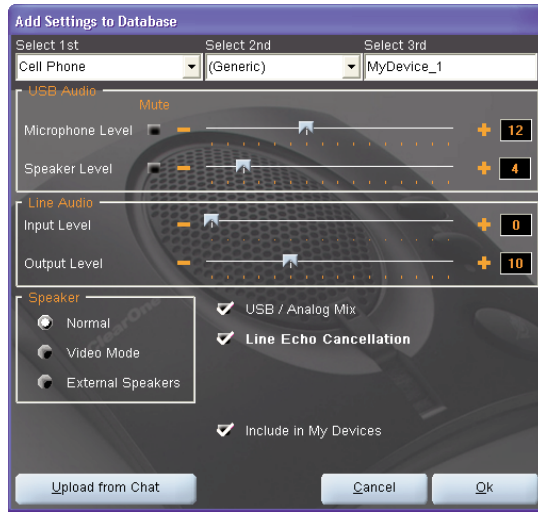 Add Settings to Database
Select 1st Select 2nd Select 3rd
Cell Phone (Generic) MyDevice_1
USB Audio
Mute
Microphone Level 12
Speaker Level 4
Line Audio
Input Level 0
Output Level 10
Speaker
Normal
Video Mode
External Speakers
USB / Analog Mix
Line Echo Cancellation
Include in My Devices
ClearOne
Upload from Chat Cancel Ok